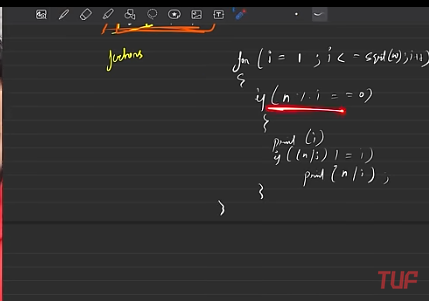 factors
for (i = 1 ; i <= sqrt(n); i++)
{
if (n % i == 0)
}
print (i)
if ((n/i) != i)
print (n/i) ;
}
}
TUF